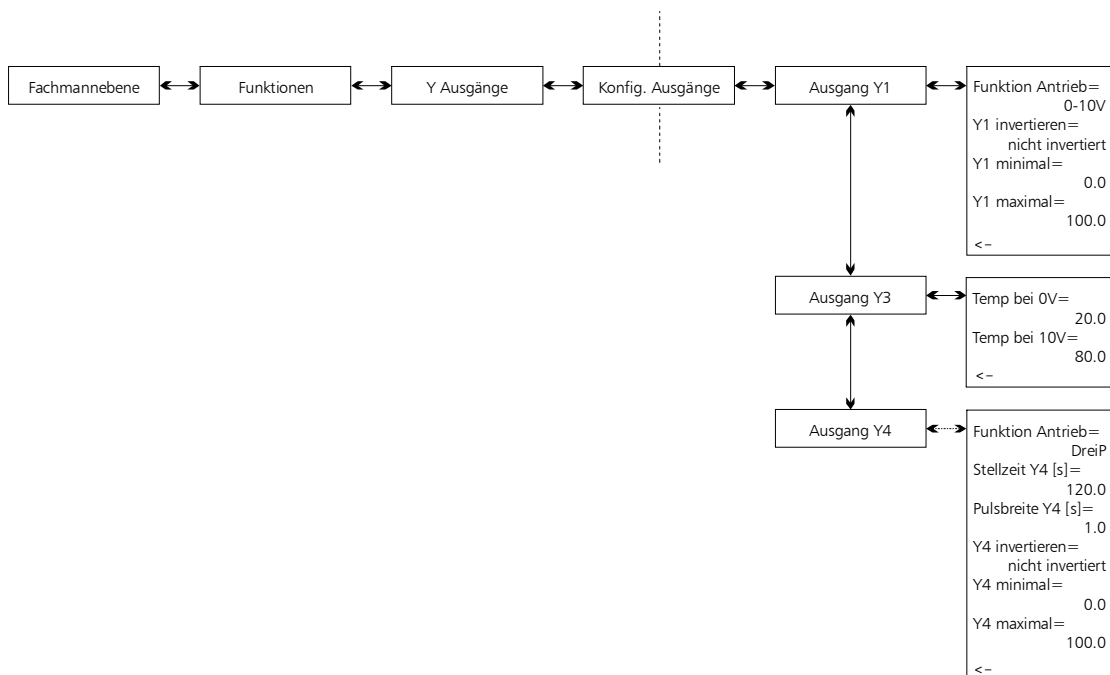 Fachmannebene
Funktionen
Y Ausgänge
Konfig. Ausgänge
Ausgang Y1
Funktion Antrieb=
0-10V
Y1 invertieren=
nicht invertiert
Y1 minimal=
0.0
Y1 maximal=
100.0
<-
Ausgang Y3
Temp bei 0V=
20.0
Temp bei 10V=
80.0
<-
Ausgang Y4
Funktion Antrieb=
DreiP
Stellzeit Y4 [s]=
120.0
Pulsbreite Y4 [s]=
1.0
Y4 invertieren=
nicht invertiert
Y4 minimal=
0.0
Y4 maximal=
100.0
<-